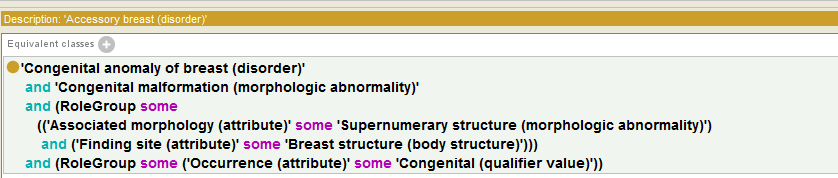 Description: 'Accessory breast (disorder)'
Equivalent classes
'Congenital anomaly of breast (disorder)'
and 'Congenital malformation (morphologic abnormality)'
and (RoleGroup some
(('Associated morphology (attribute)' some 'Supernumerary structure (morphologic abnormality)')
and ('Finding site (attribute)' some 'Breast structure (body structure)')))
and (RoleGroup some ('Occurrence (attribute)' some 'Congenital (qualifier value)'))